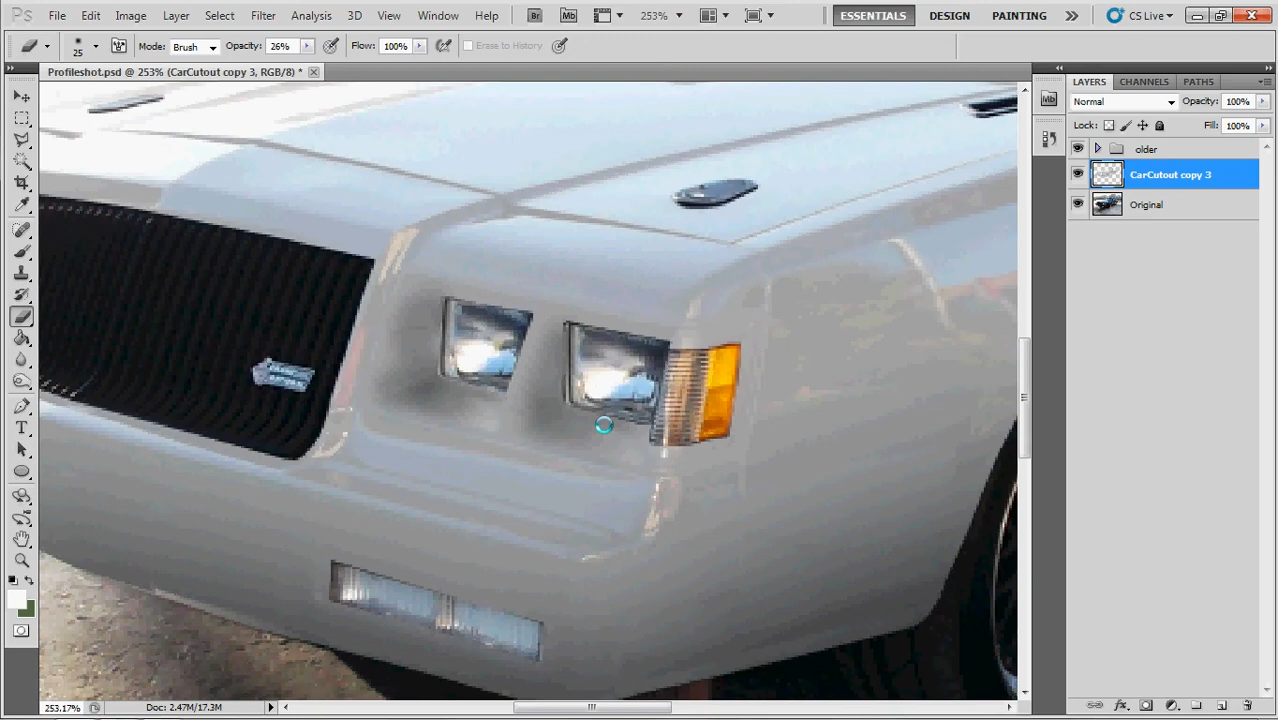 Ps File Edit Image Layer Select Filter Analysis 3D View Window Help Br Mb 253% ESSENTIALS DESIGN PAINTING CS Live
25 Mode: Brush Opacity: 26% Flow: 100% Erase to History
Profileshot.psd @ 253% (CarCutout copy 3, RGB/8) *
LAYERS CHANNELS PATHS
Mb
Normal Opacity: 100%
Lock: Fill: 100%
older
CarCutout copy 3
Original
T
253.17% Doc: 2.47M/17.3M
fx